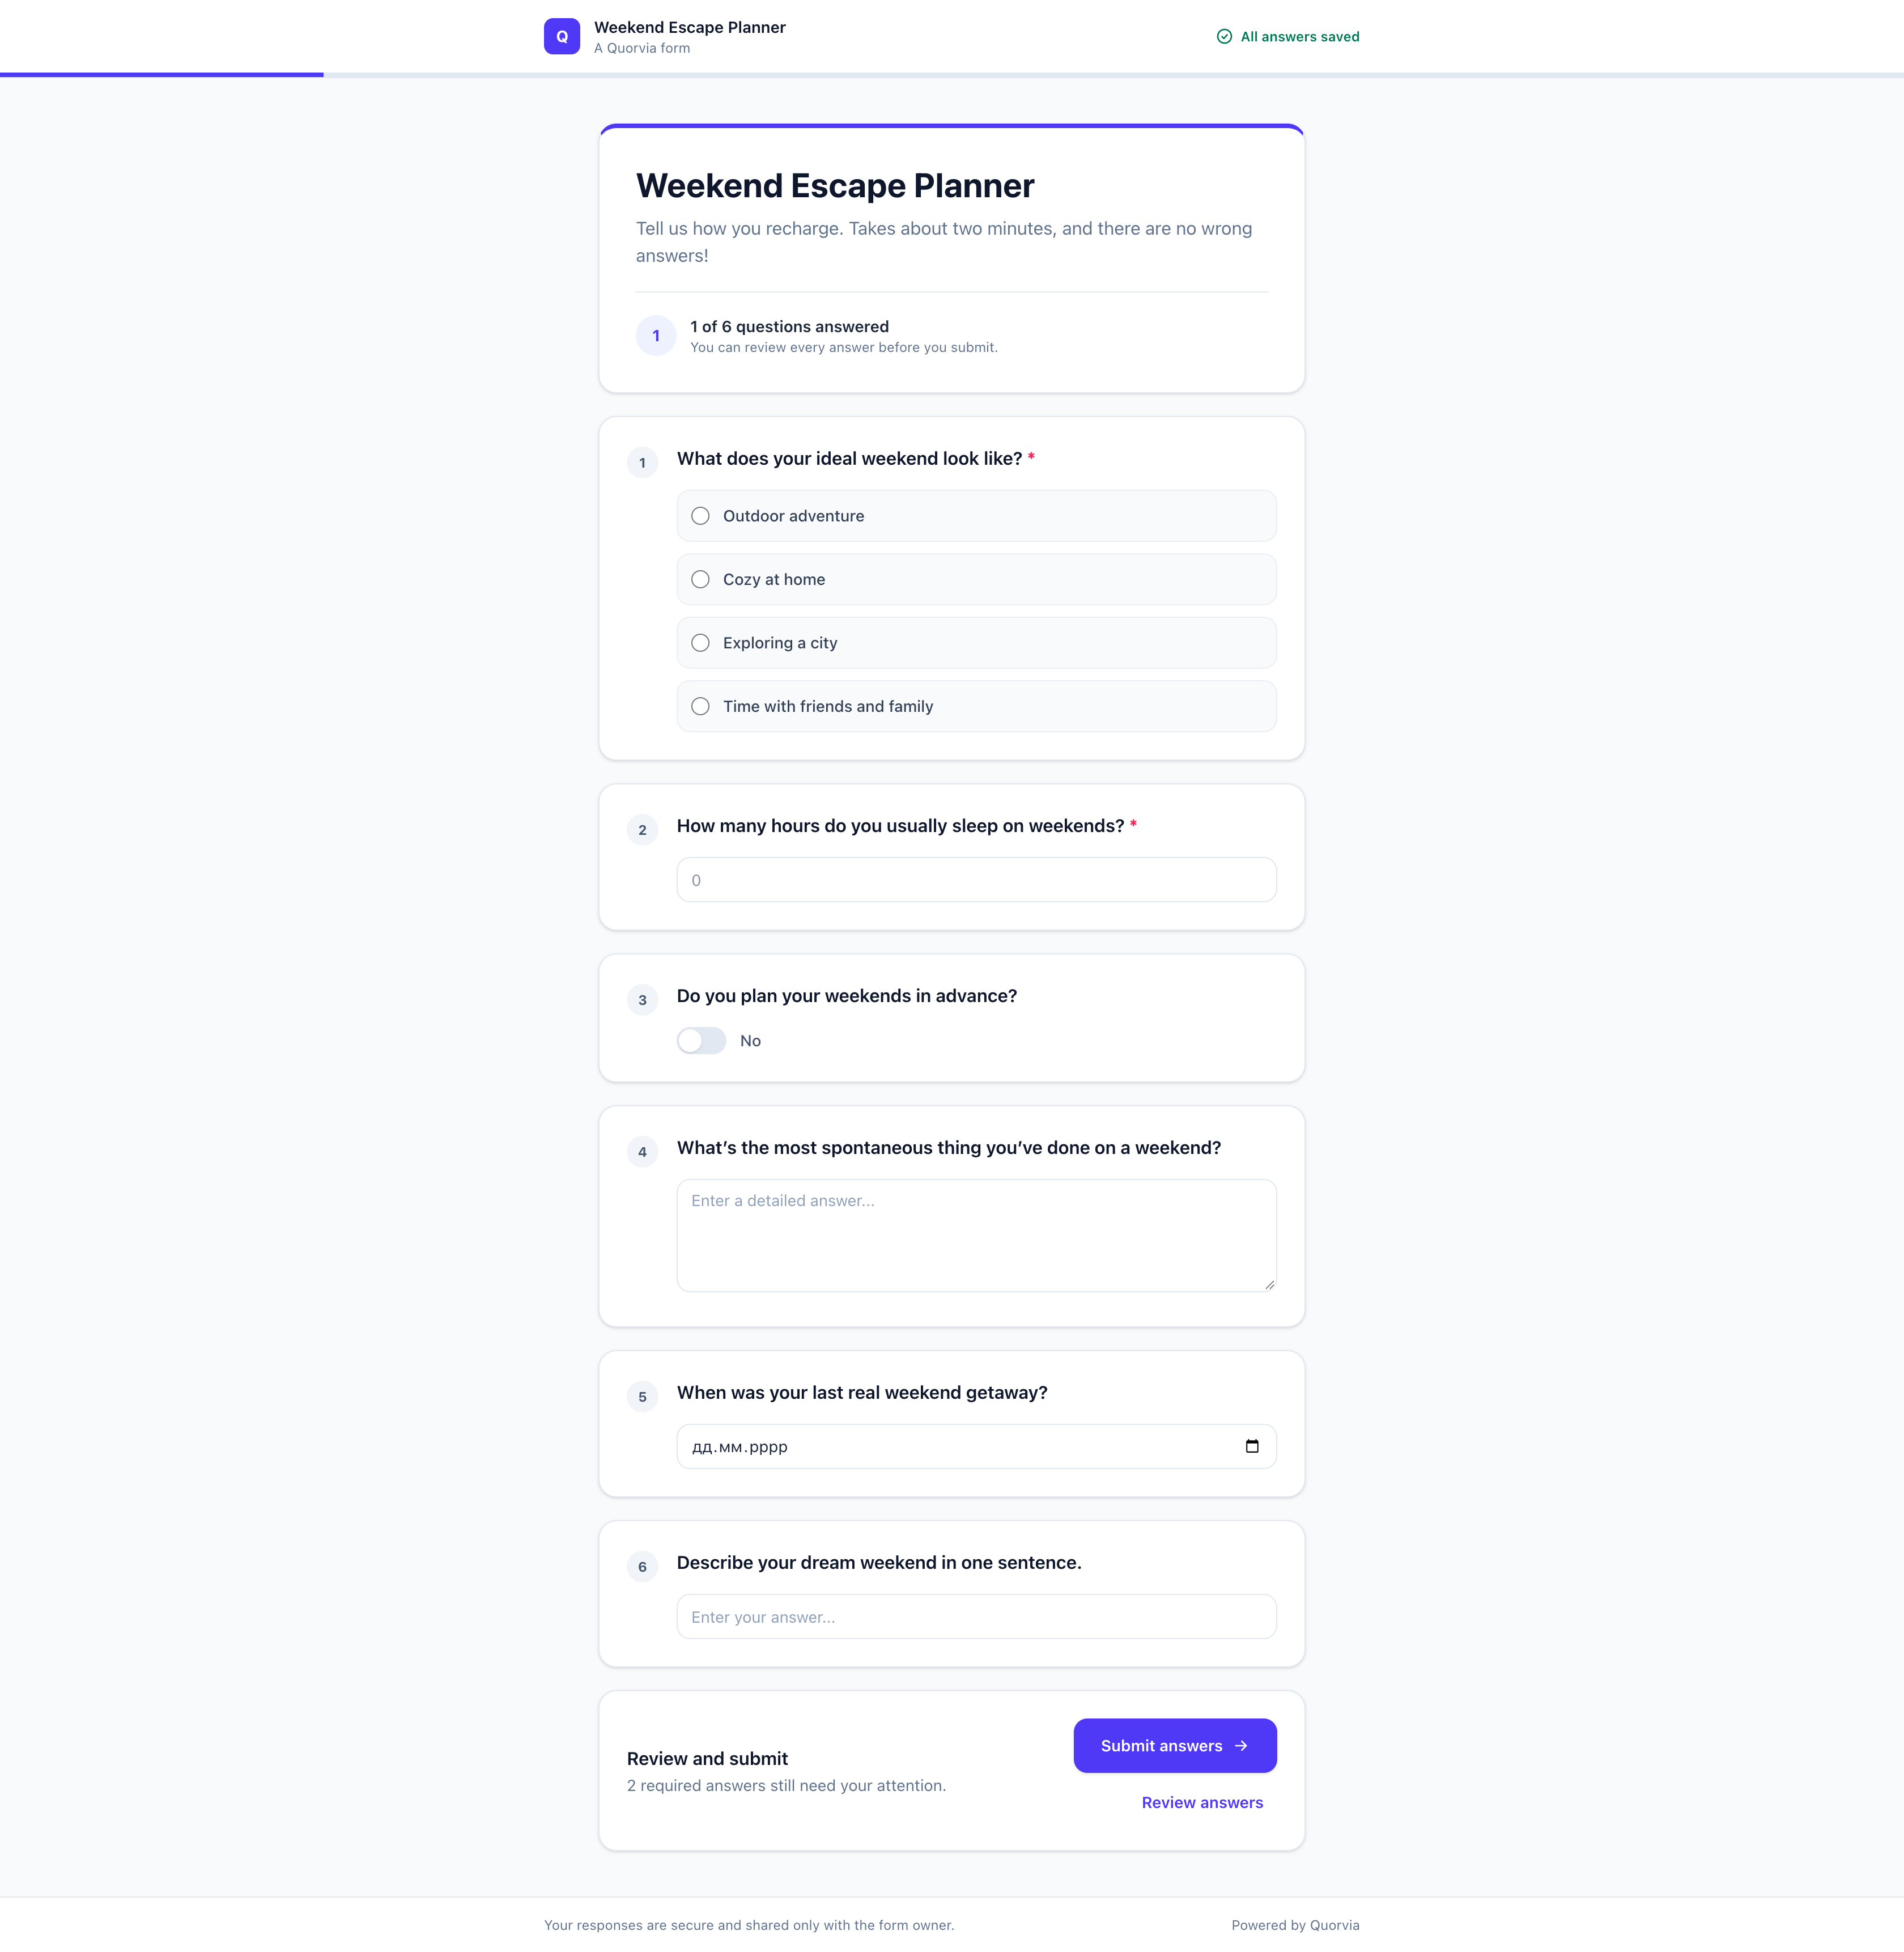 Q
Weekend Escape Planner
A Quorvia form
All answers saved
Weekend Escape Planner
Tell us how you recharge. Takes about two minutes, and there are no wrong
answers!
1
1 of 6 questions answered
You can review every answer before you submit.
1
What does your ideal weekend look like? *
Outdoor adventure
Cozy at home
Exploring a city
Time with friends and family
2
How many hours do you usually sleep on weekends? *
0
3
Do you plan your weekends in advance?
No
4
What’s the most spontaneous thing you’ve done on a weekend?
Enter a detailed answer...
5
When was your last real weekend getaway?
дд.мм.рррр
6
Describe your dream weekend in one sentence.
Enter your answer...
Review and submit
2 required answers still need your attention.
Submit answers →
Review answers
Your responses are secure and shared only with the form owner.
Powered by Quorvia